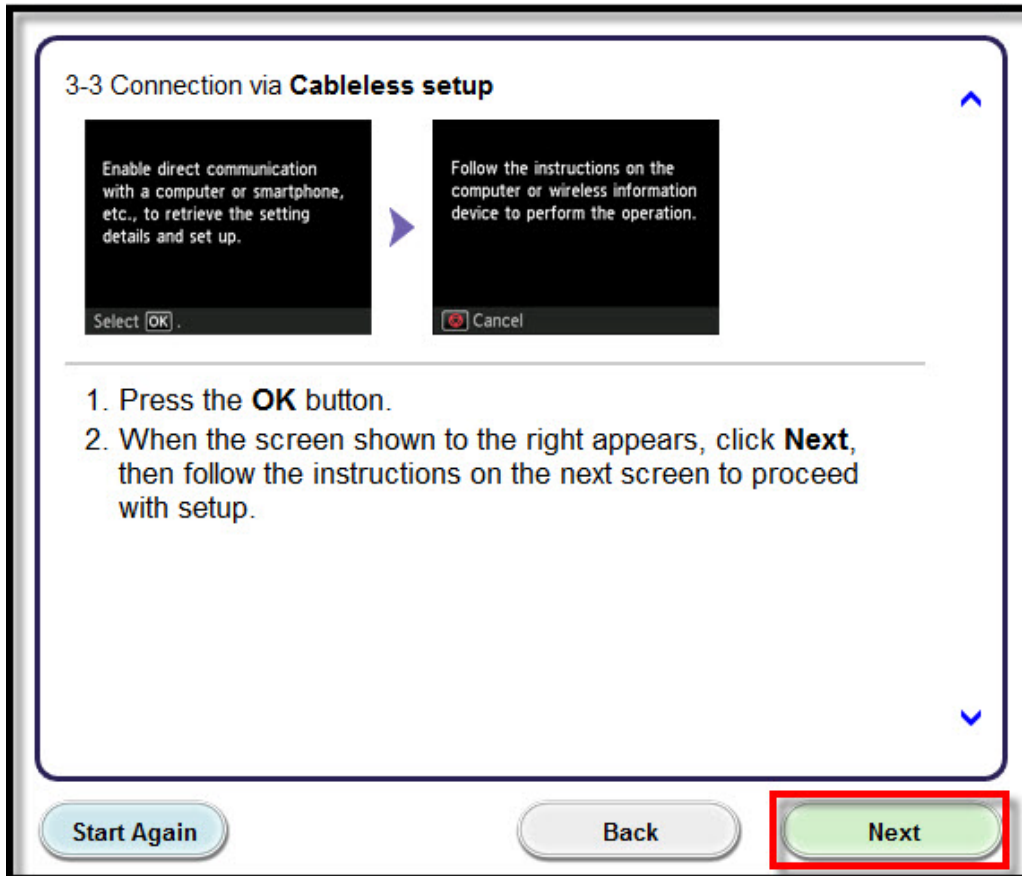 3-3 Connection via Cableless setup
Enable direct communication
with a computer or smartphone,
etc., to retrieve the setting
details and set up.
Select OK .
Follow the instructions on the
computer or wireless information
device to perform the operation.
Cancel
1. Press the OK button.
2. When the screen shown to the right appears, click Next,
then follow the instructions on the next screen to proceed
with setup.
Start Again
Back
Next